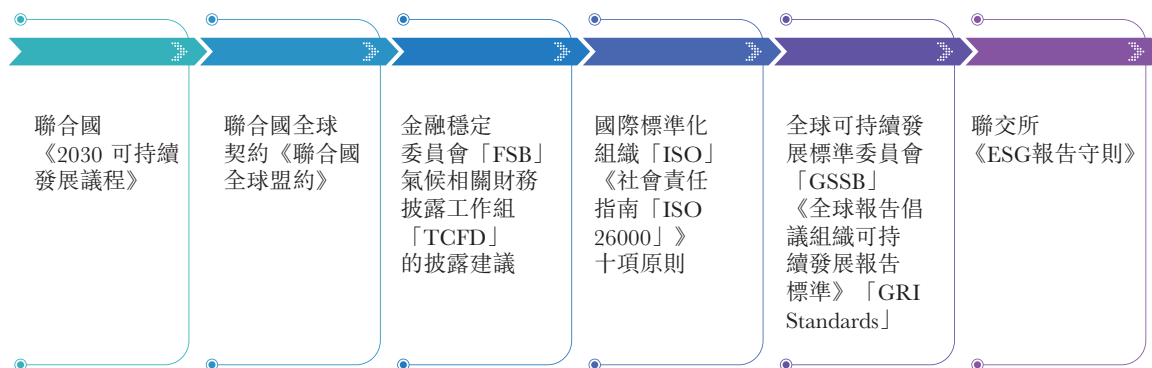 聯合國
《2030 可持續
發展議程》
聯合國全球
契約《聯合國
全球盟約》
金融穩定
委員會「FSB」
氣候相關財務
披露工作組
「TCFD」
的披露建議
國際標準化
組織「ISO」
《社會責任
指南「ISO
26000」》
十項原則
全球可持續發
展標準委員會
「GSSB」
《全球報告倡
議組織可持
續發展報告
標準》「GRI
Standards」
聯交所
《ESG報告守則》